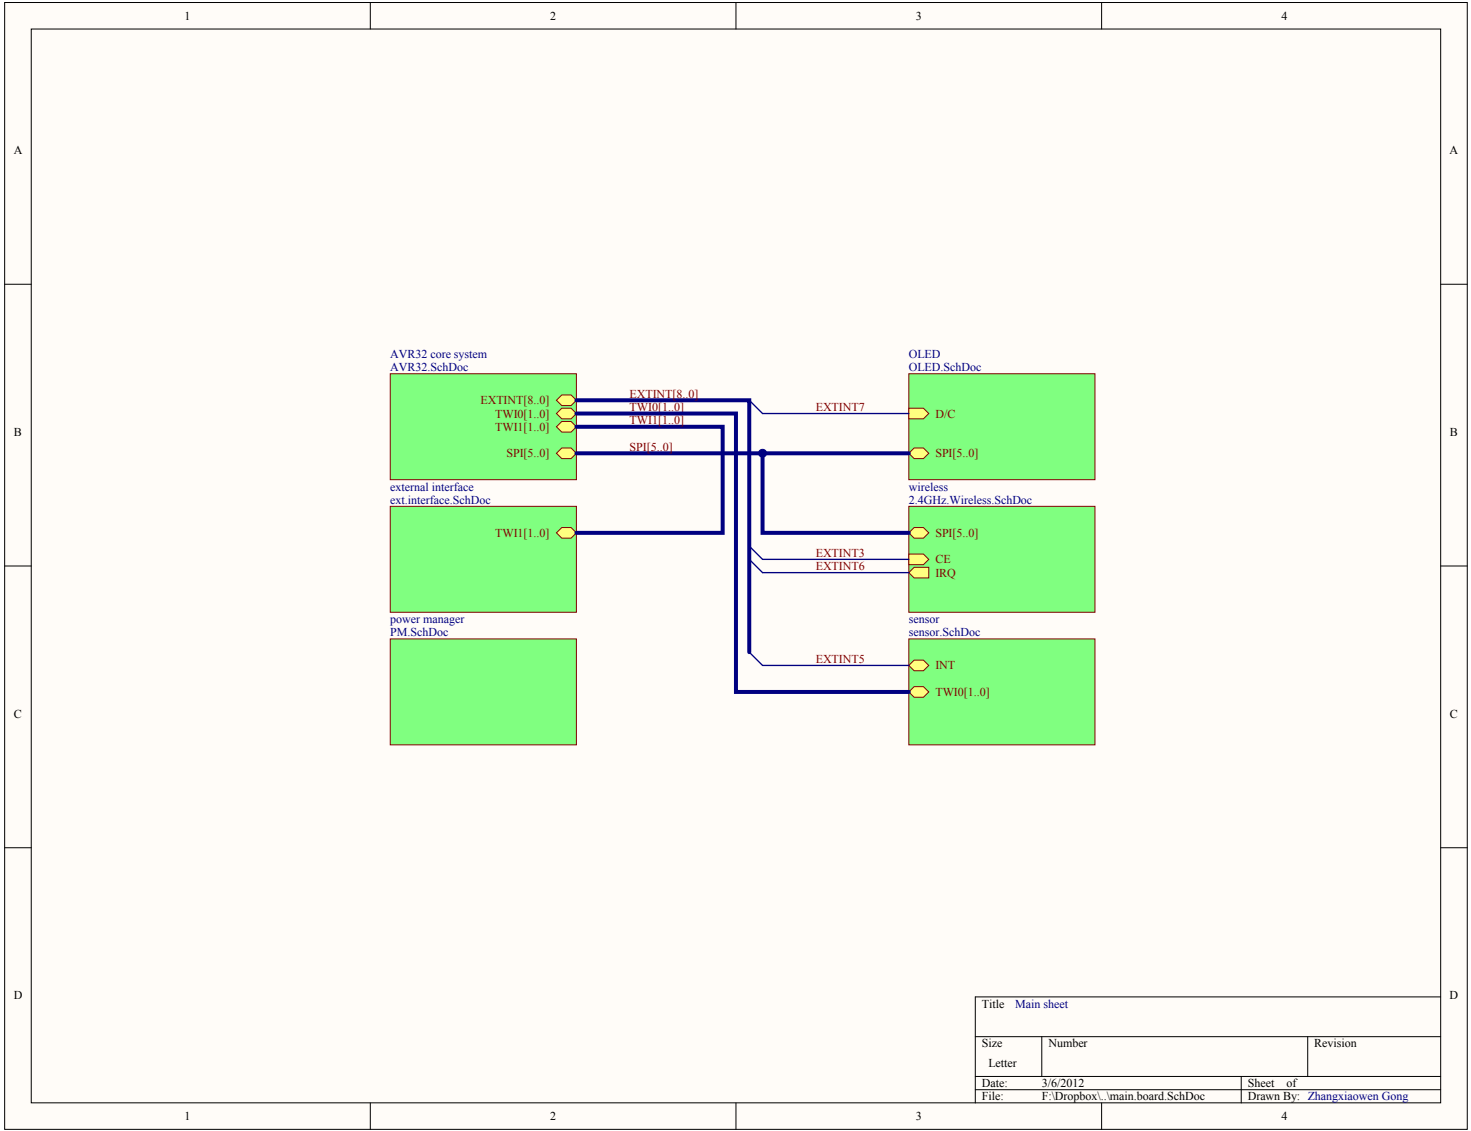 1 2 3 4
A A
B B
C C
D D
AVR32 core system
AVR32.SchDoc
EXTINT[8..0]
TWI0[1..0]
TWI1[1..0]
SPI[5..0]
EXTINT[8..0]
TWI0[1..0]
TWI1[1..0]
SPI[5..0]
EXTINT7
OLED
OLED.SchDoc
D/C
SPI[5..0]
external interface
ext.interface.SchDoc
TWI1[1..0]
wireless
2.4GHz.Wireless.SchDoc
SPI[5..0]
EXTINT3
CE
EXTINT6
IRQ
power manager
PM.SchDoc
sensor
sensor.SchDoc
EXTINT5
INT
TWI0[1..0]
Title Main sheet
Size Number Revision
Letter
Date: 3/6/2012 Sheet of
File: F:\Dropbox\..\main.board.SchDoc Drawn By: Zhangxiaowen Gong
1 2 3 4